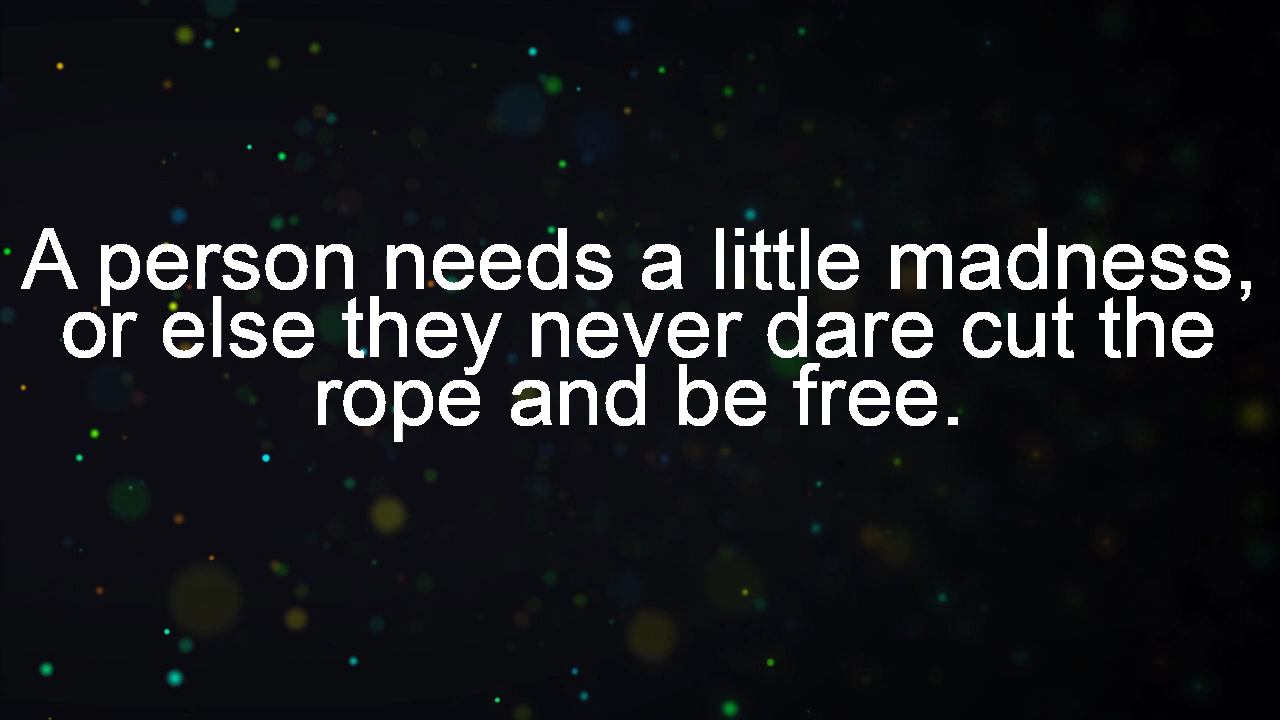 A person needs a little madness,
or else they never dare cut the
rope and be free.